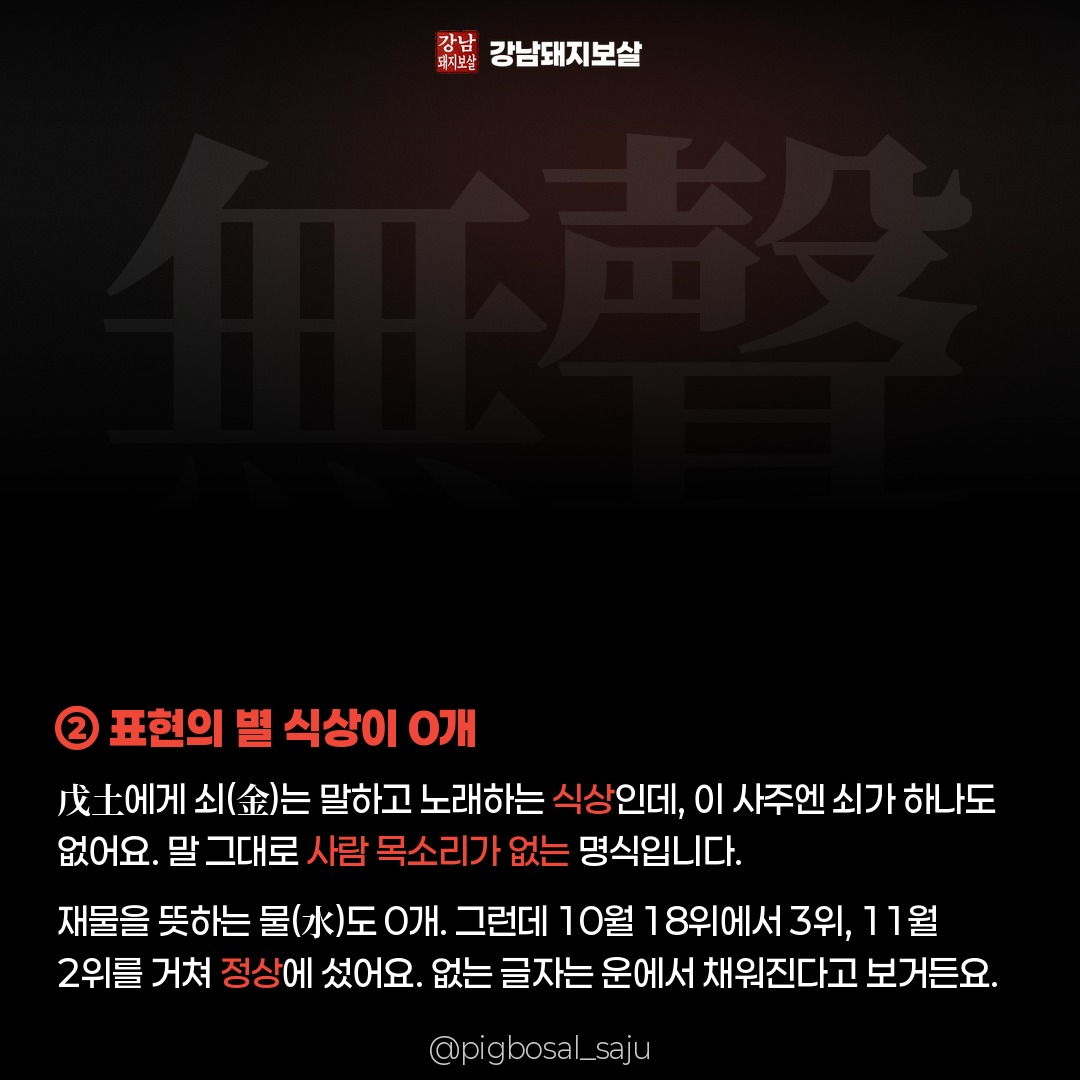 강남
돼지보살
강남돼지보살
無聲
② 표현의 별 식상이 0개
戊土에게 쇠(金)는 말하고 노래하는 식상인데, 이 사주엔 쇠가 하나도
없어요. 말 그대로 사람 목소리가 없는 명식입니다.
재물을 뜻하는 물(水)도 0개. 그런데 10월 18위에서 3위, 11월
2위를 거쳐 정상에 섰어요. 없는 글자는 운에서 채워진다고 보거든요.
@pigbosal_saju